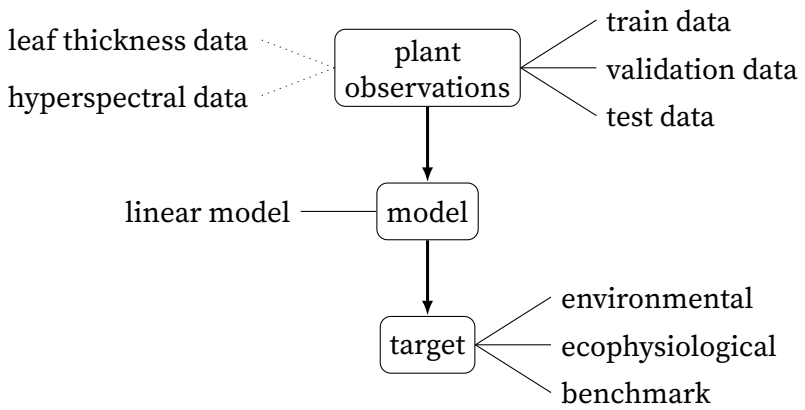 leaf thickness data
hyperspectral data
plant
observations
train data
validation data
test data
linear model
model
target
environmental
ecophysiological
benchmark